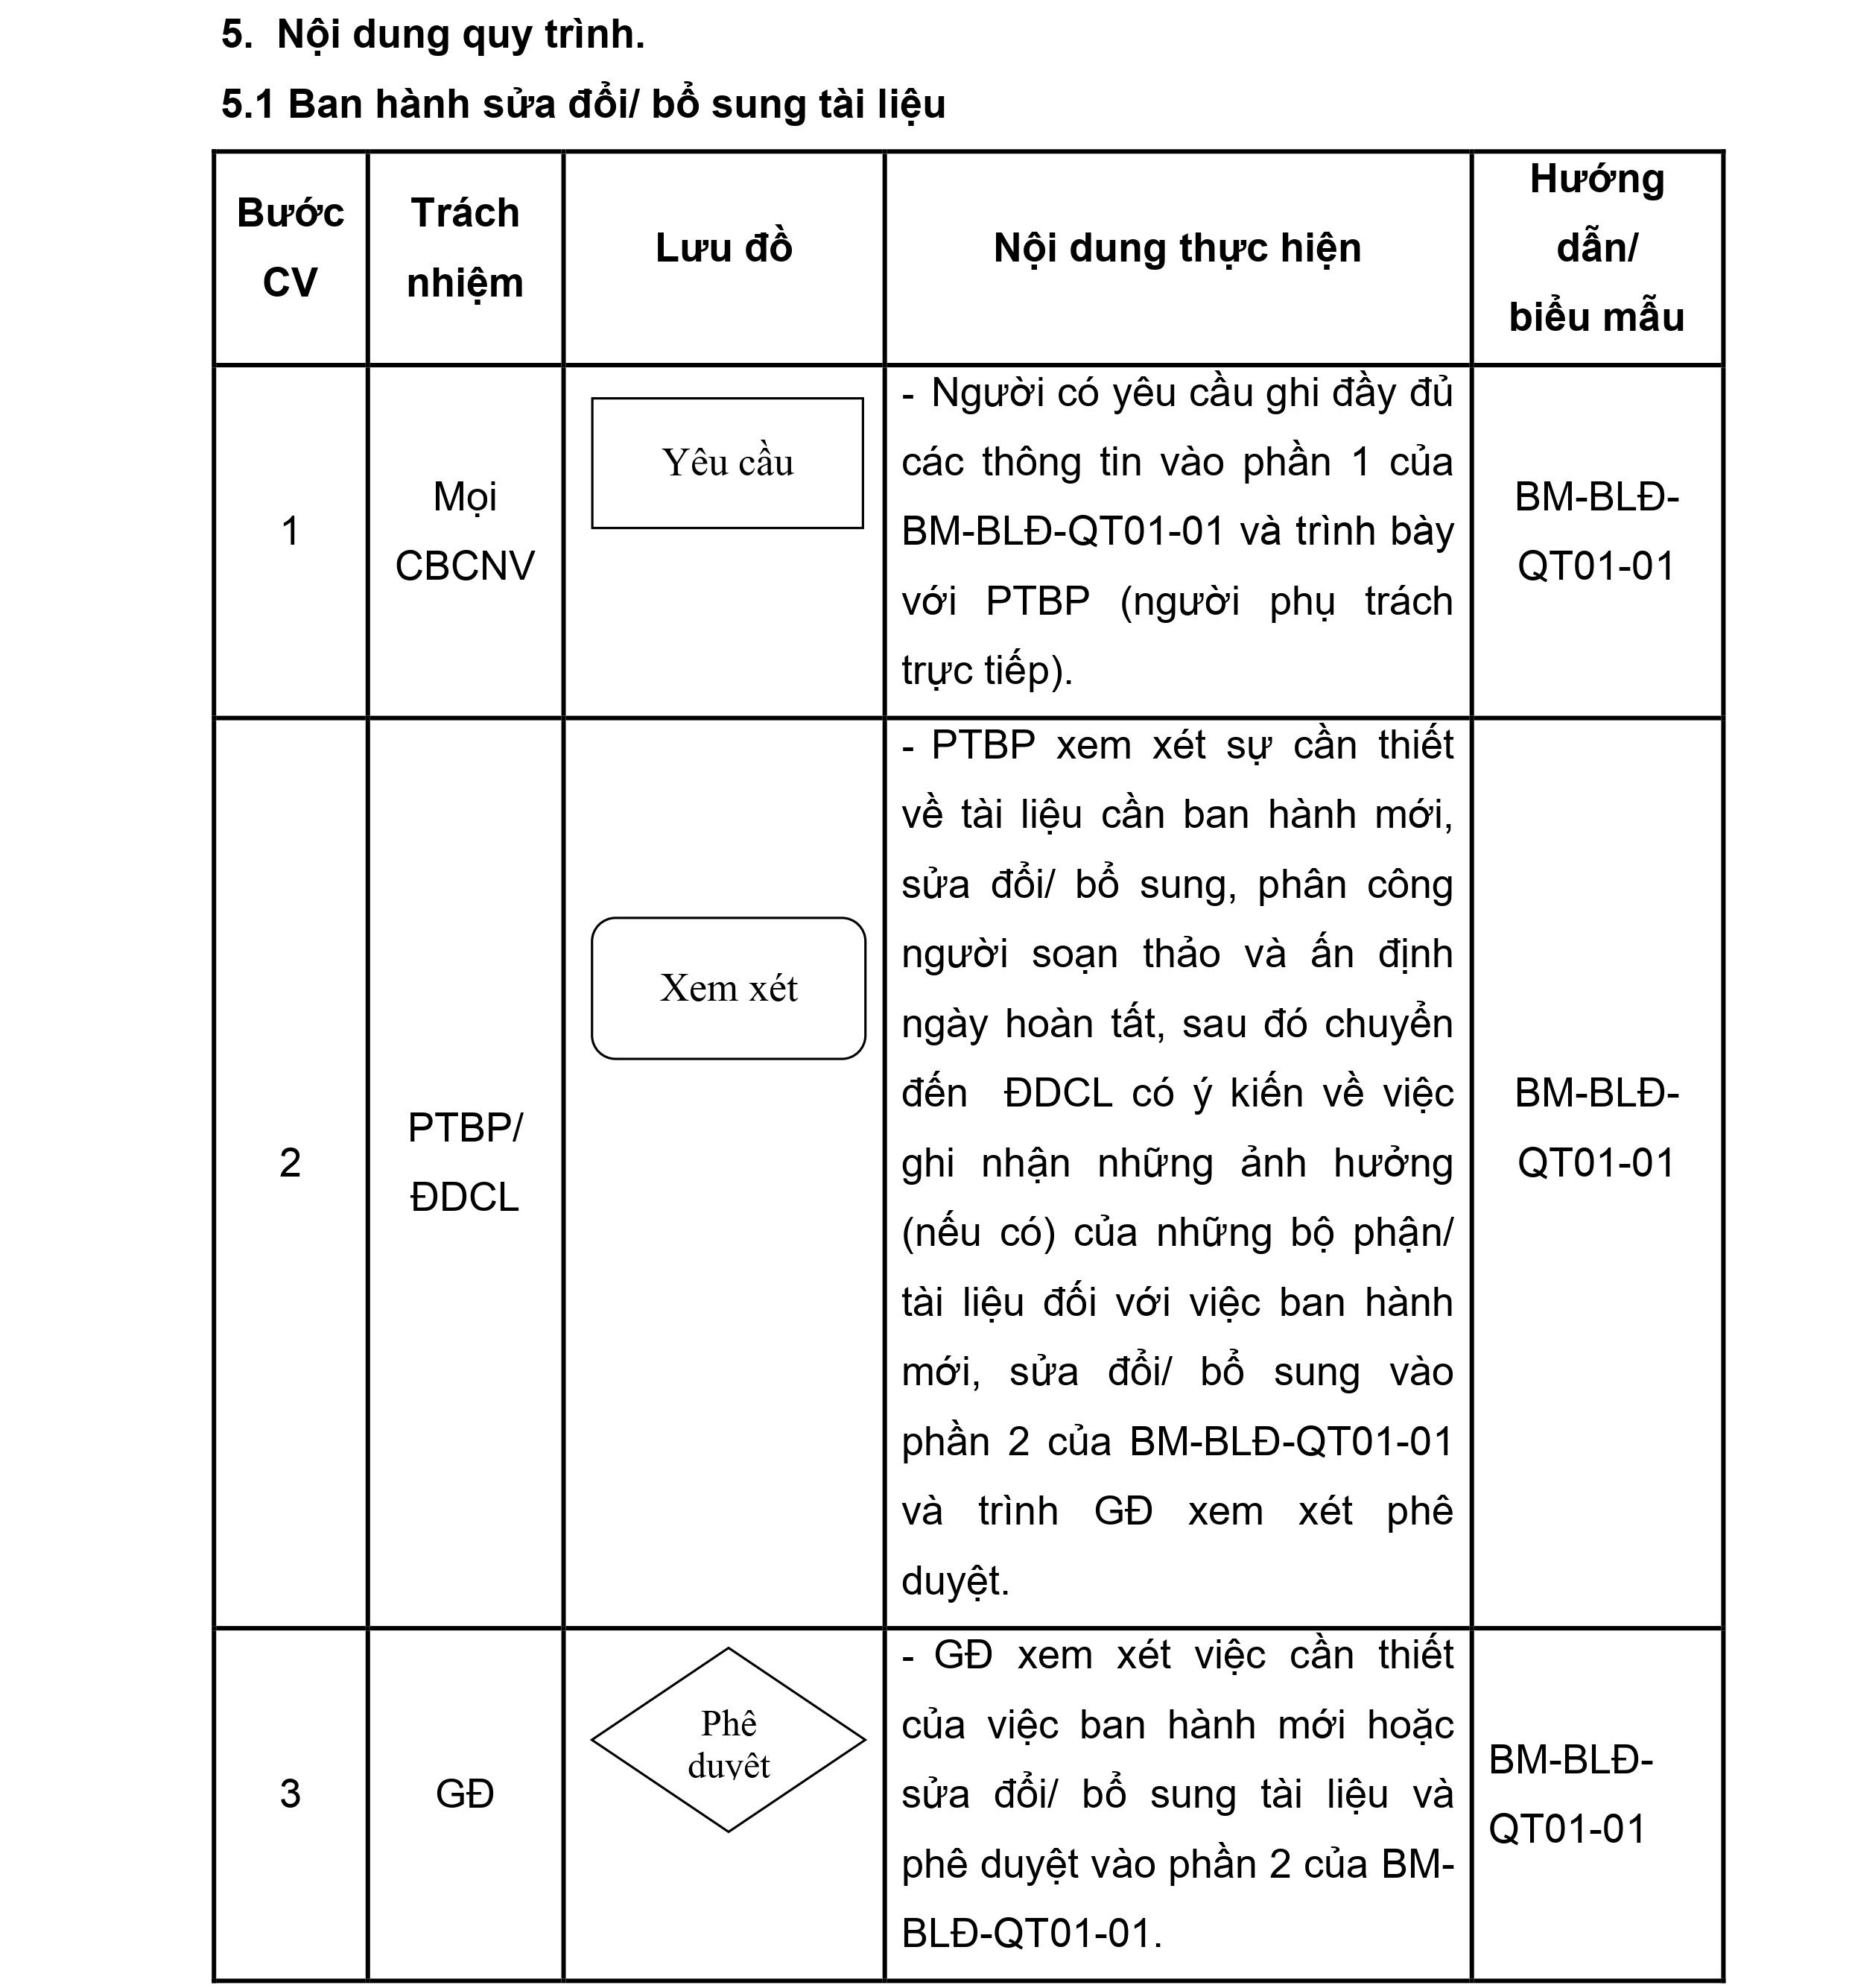 5. Nội dung quy trình.
5.1 Ban hành sửa đổi/ bổ sung tài liệu
Bước
CV
Trách
nhiệm
Lưu đồ
Nội dung thực hiện
Hướng
dẫn/
biểu mẫu
1
Mọi
CBCNV
Yêu cầu
- Người có yêu cầu ghi đầy đủ
các thông tin vào phần 1 của
BM-BLĐ-QT01-01 và trình bày
với PTBP (người phụ trách
trực tiếp).
BM-BLĐ-
QT01-01
2
PTBP/
ĐDCL
Xem xét
- PTBP xem xét sự cần thiết
về tài liệu cần ban hành mới,
sửa đổi/ bổ sung, phân công
người soạn thảo và ấn định
ngày hoàn tất, sau đó chuyển
đến ĐDCL có ý kiến về việc
ghi nhận những ảnh hưởng
(nếu có) của những bộ phận/
tài liệu đối với việc ban hành
mới, sửa đổi/ bổ sung vào
phần 2 của BM-BLĐ-QT01-01
và trình GĐ xem xét phê
duyệt.
BM-BLĐ-
QT01-01
3
GĐ
Phê
duyệt
- GĐ xem xét việc cần thiết
của việc ban hành mới hoặc
sửa đổi/ bổ sung tài liệu và
phê duyệt vào phần 2 của BM-
BLĐ-QT01-01.
BM-BLĐ-
QT01-01